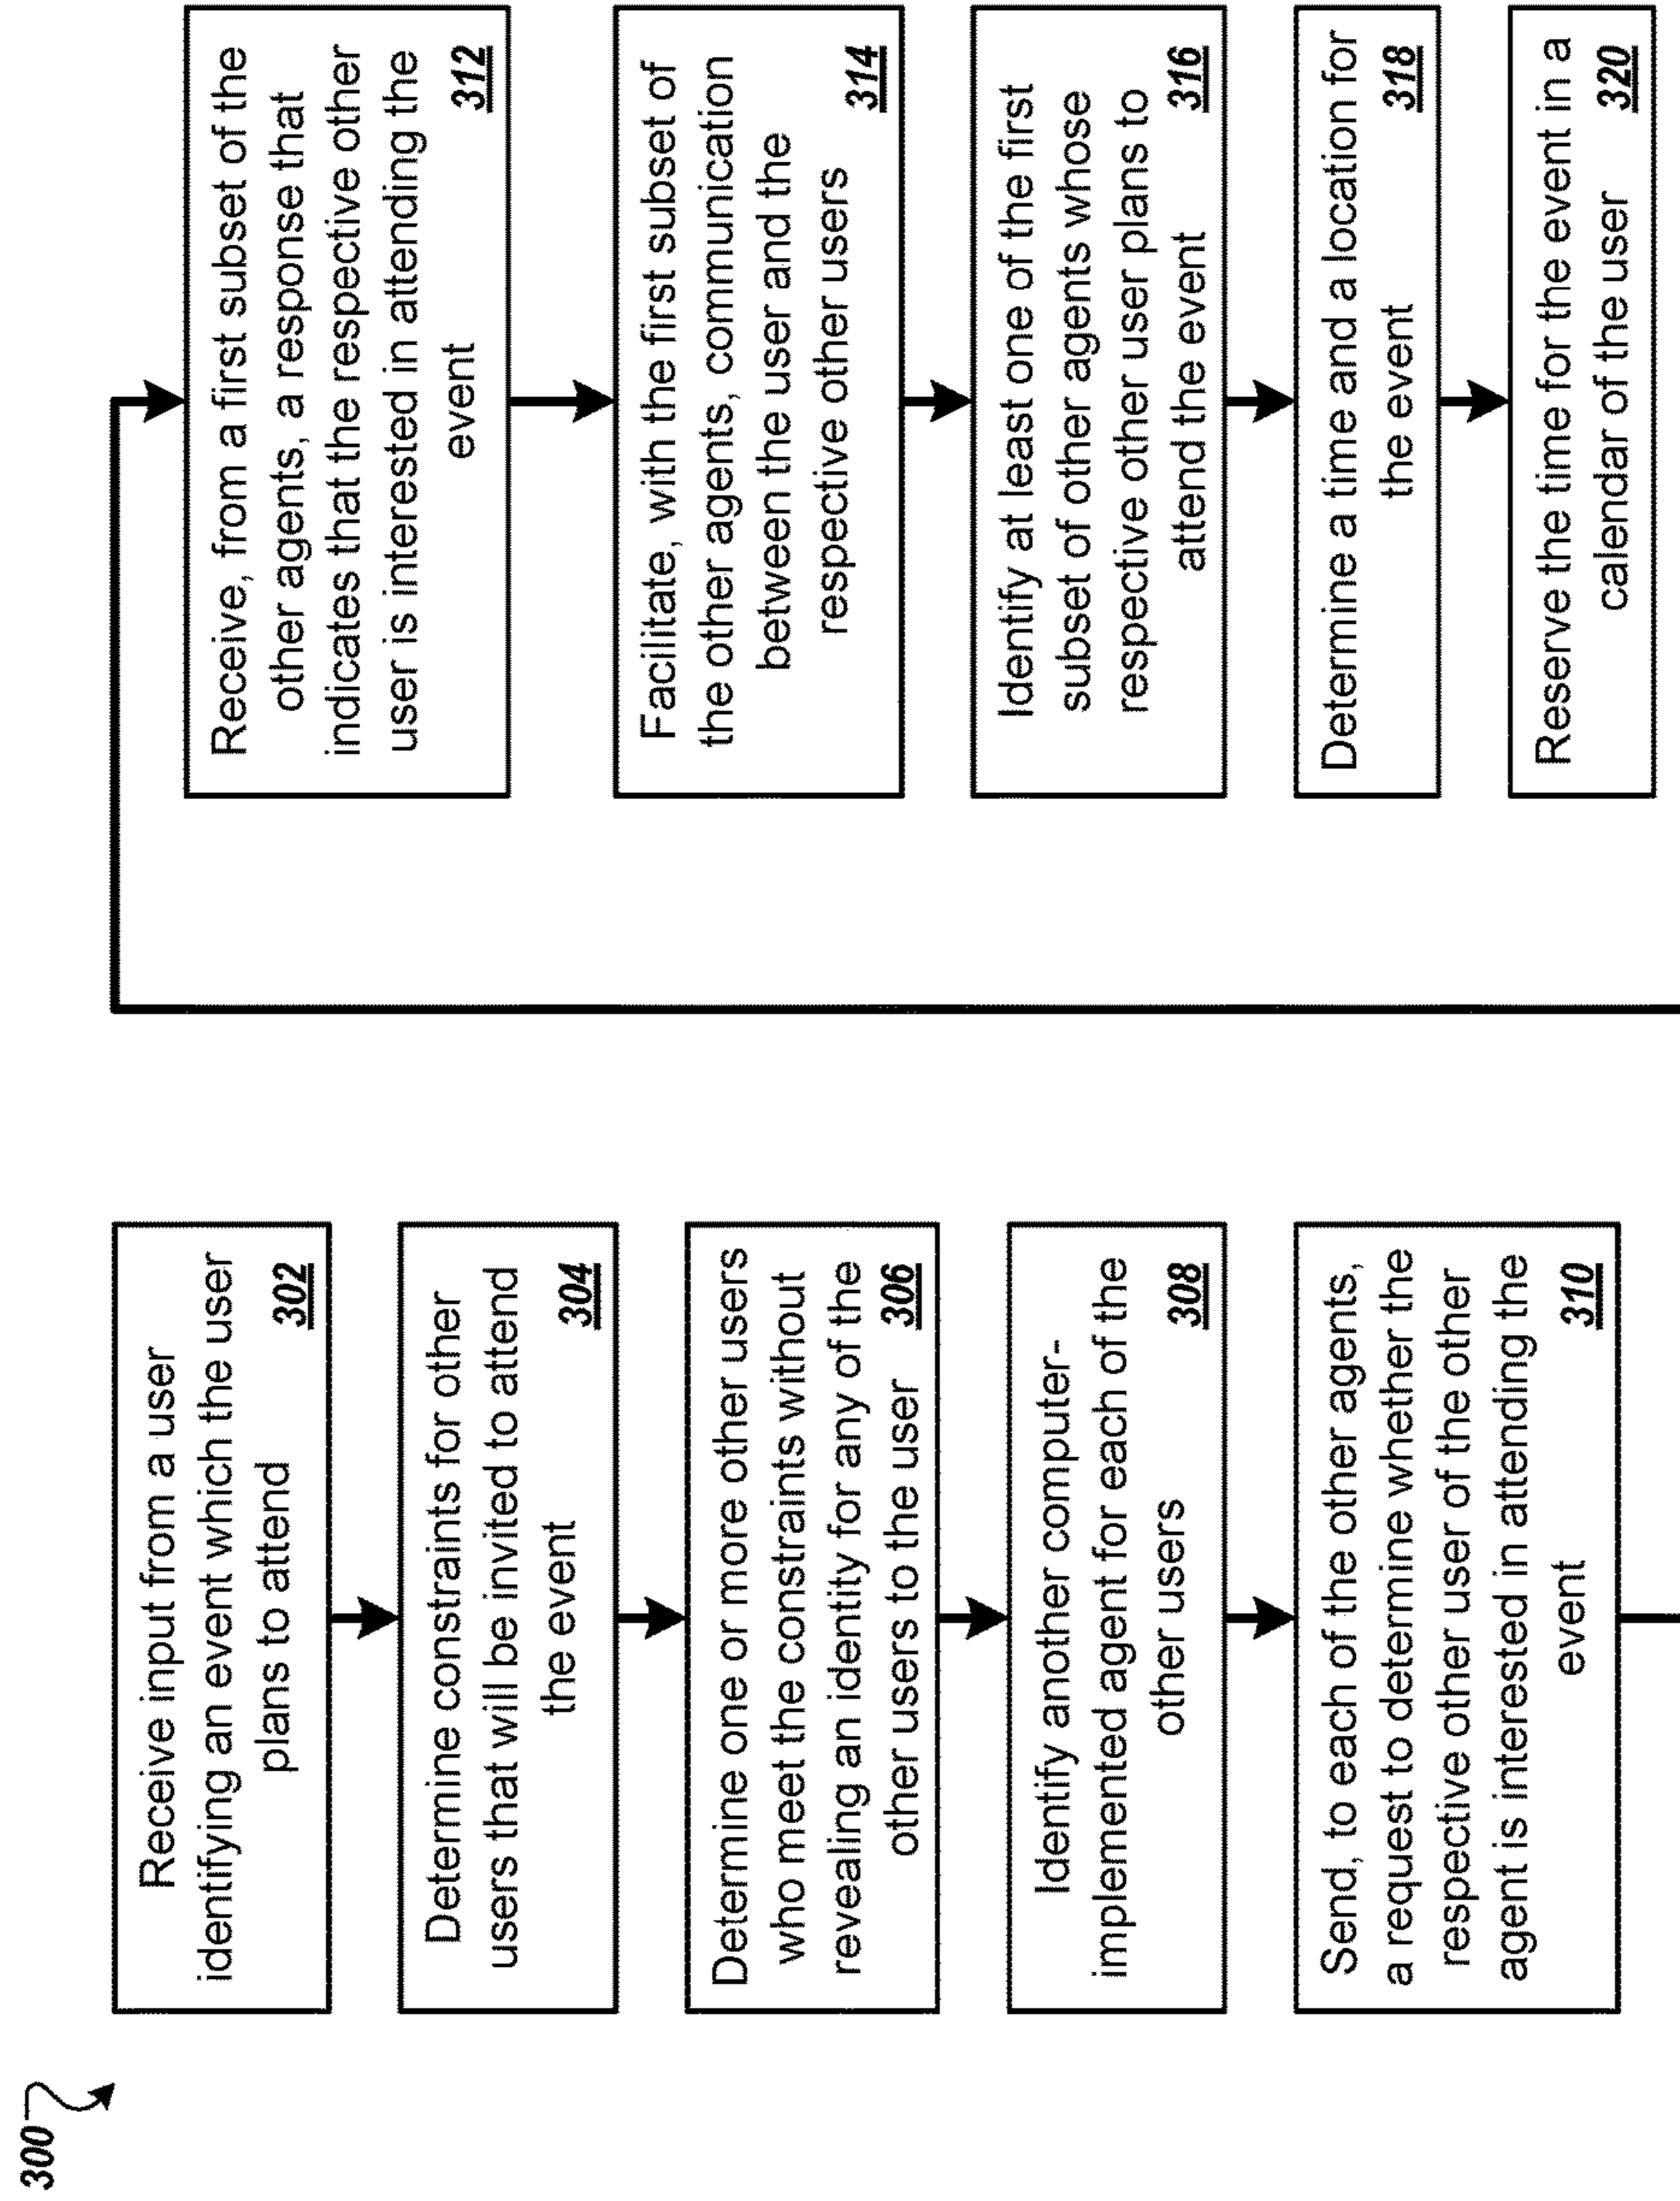 300
Receive input from a user
identifying an event which the user
plans to attend
302
Determine constraints for other
users that will be invited to attend
the event
304
Determine one or more other users
who meet the constraints without
revealing an identity for any of the
other users to the user
306
Identify another computer-
implemented agent for each of the
other users
308
Send, to each of the other agents,
a request to determine whether the
respective other user of the other
agent is interested in attending the
event
310
Receive, from a first subset of the
other agents, a response that
indicates that the respective other
user is interested in attending the
event
312
Facilitate, with the first subset of
the other agents, communication
between the user and the
respective other users
314
Identify at least one of the first
subset of other agents whose
respective other user plans to
attend the event
316
Determine a time and a location for
the event
318
Reserve the time for the event in a
calendar of the user
320